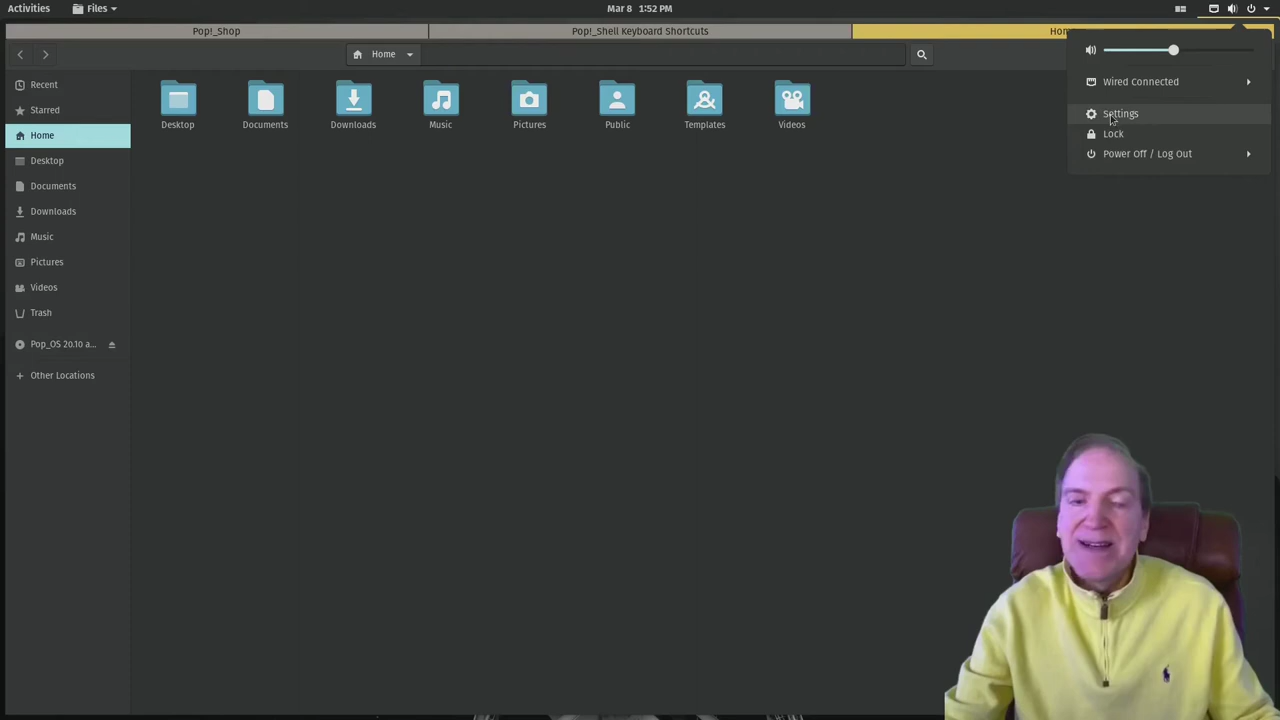 Activities
Files
Mar 8 1:52 PM
Pop!_Shop
Pop!_Shell Keyboard Shortcuts
Home
Wired Connected
Settings
Lock
Power Off / Log Out
Recent
Starred
Home
Desktop
Documents
Downloads
Music
Pictures
Videos
Trash
Pop_OS 20.10 a...
Other Locations
Desktop
Documents
Downloads
Music
Pictures
Public
Templates
Videos